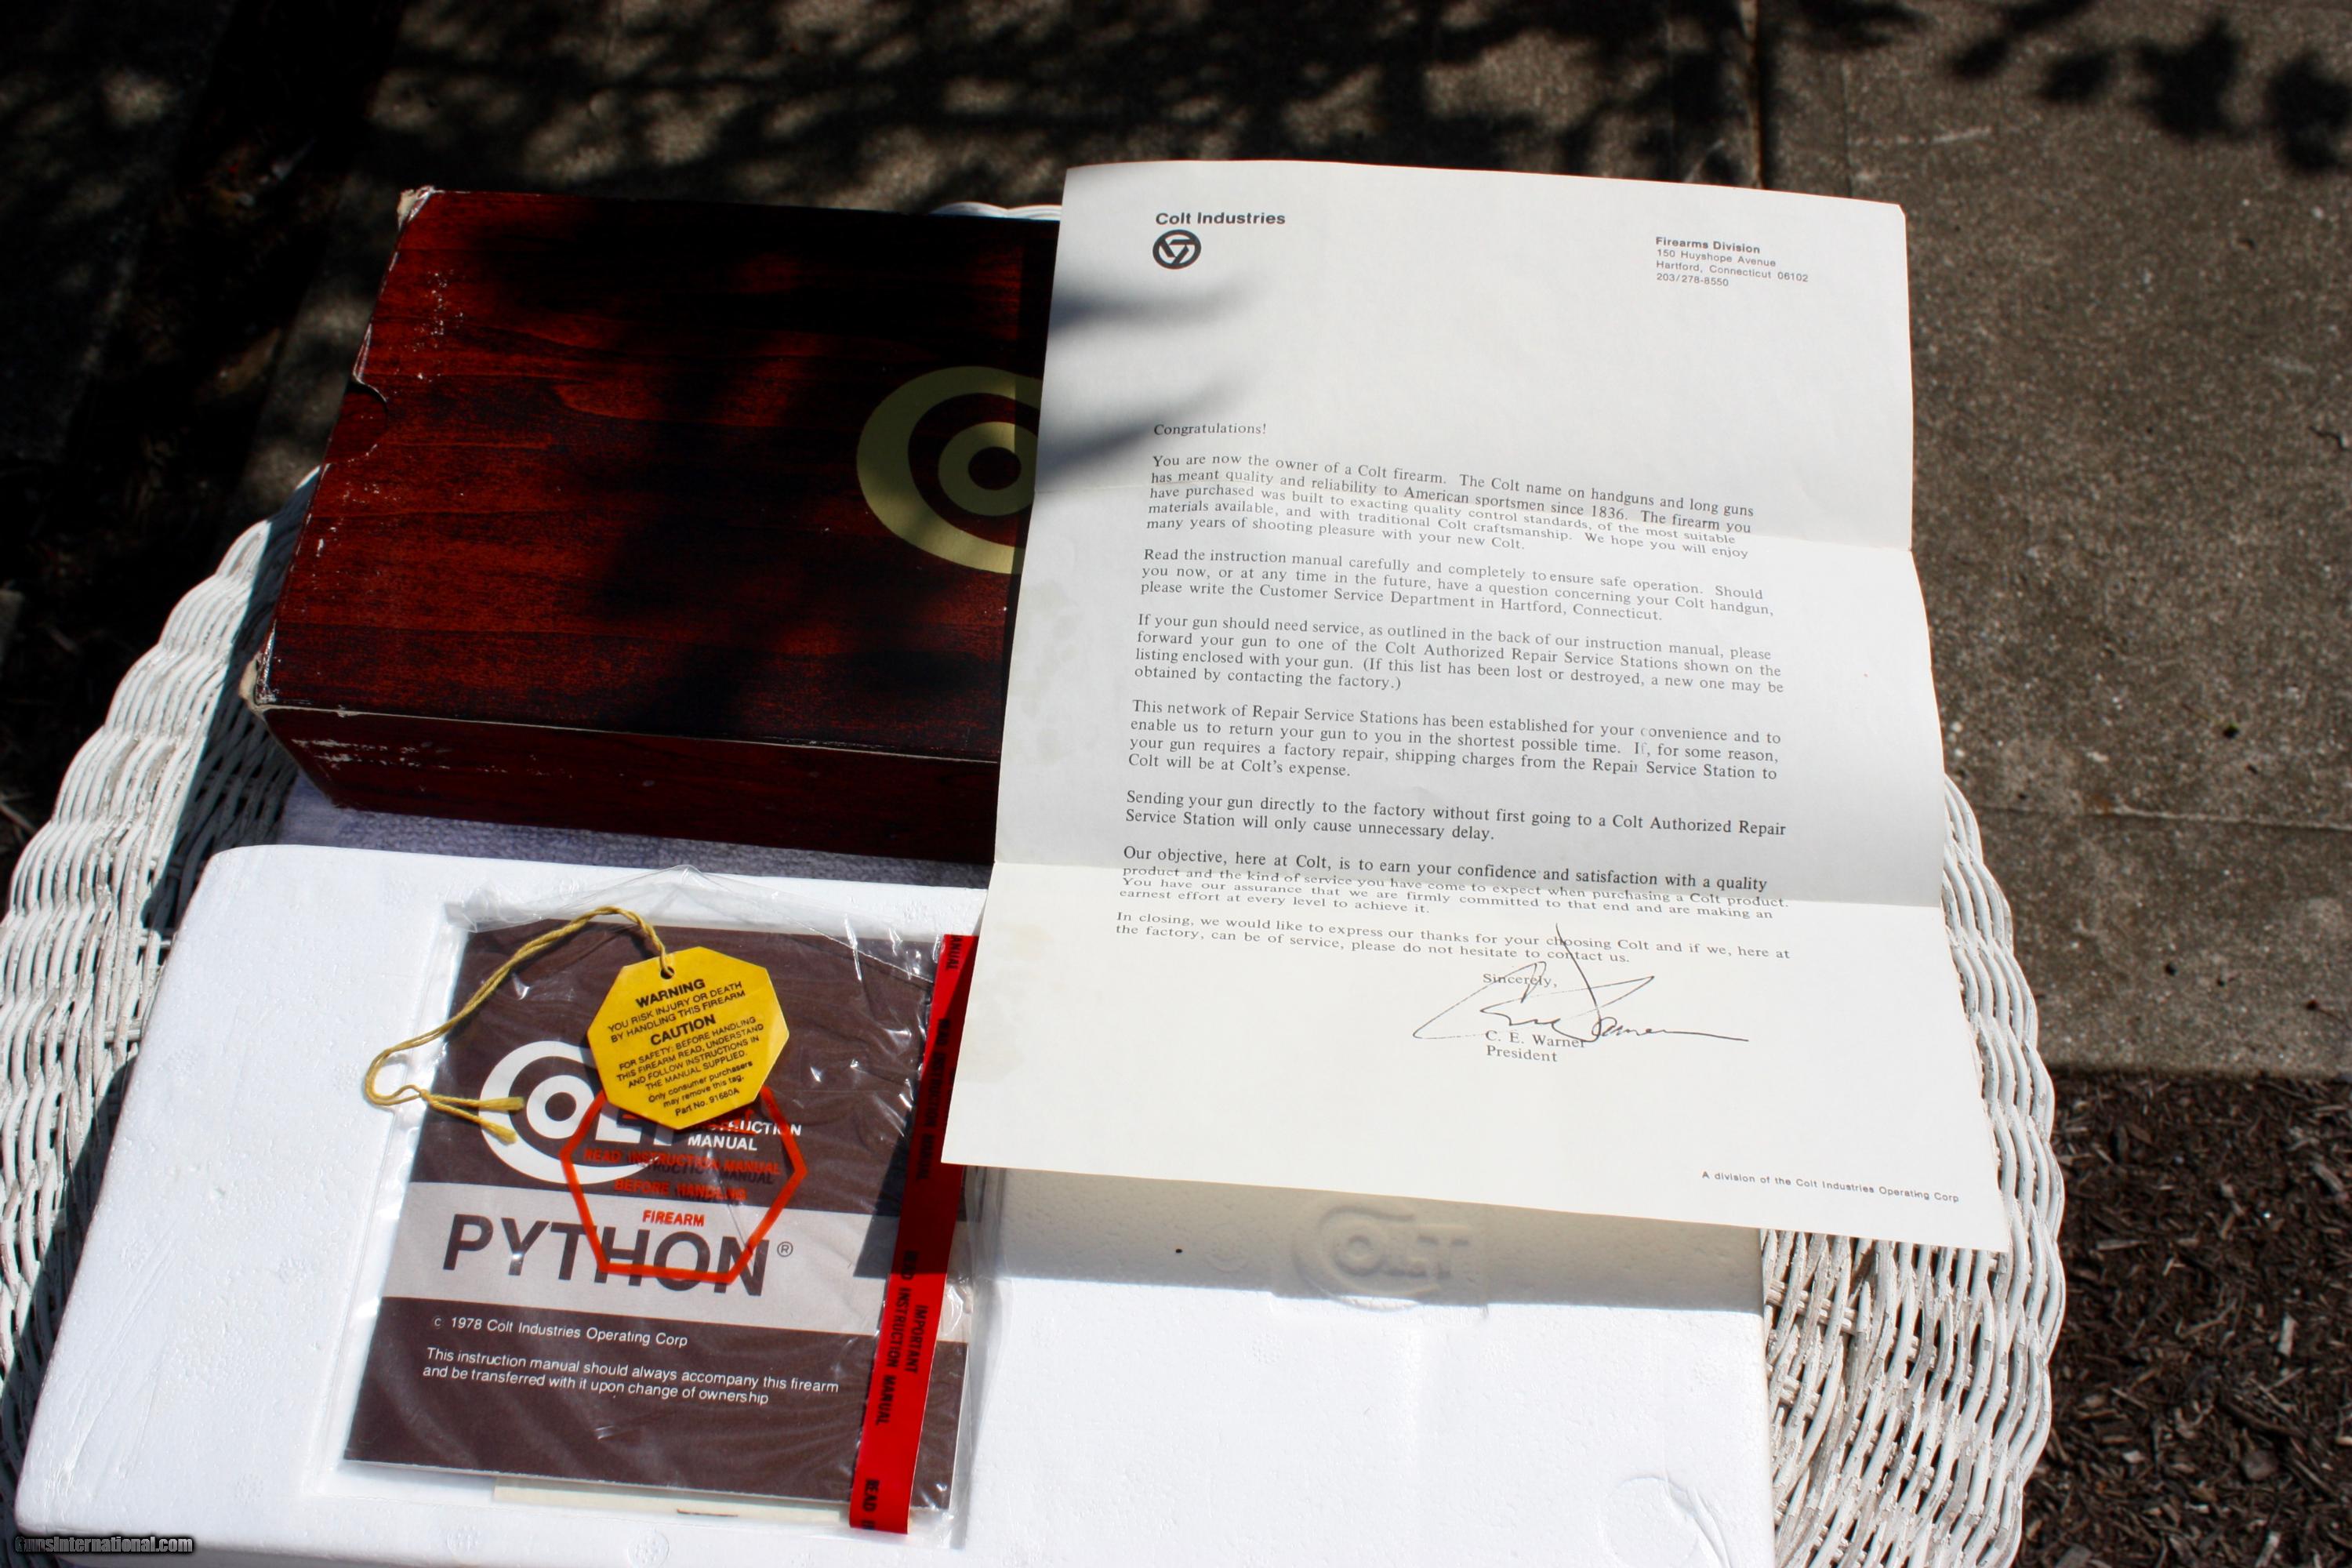 Colt Industries
Firearms Division
150 Huyshope Avenue
Hartford, Connecticut 06102
203/278-8550
Congratulations!
You are now the owner of a Colt firearm. The Colt name on handguns and long guns
has meant quality and reliability to American sportsmen since 1836. The firearm you
have purchased was built to exacting quality control standards, of the most suitable
materials available, and with traditional Colt craftsmanship. We hope you will enjoy
many years of shooting pleasure with your new Colt.
Read the instruction manual carefully and completely to ensure safe operation. Should
you now, or at any time in the future, have a question concerning your Colt handgun,
please write the Customer Service Department in Hartford, Connecticut.
If your gun should need service, as outlined in the back of our instruction manual, please
forward your gun to one of the Colt Authorized Repair Service Stations shown on the
listing enclosed with your gun. (If this list has been lost or destroyed, a new one may be
obtained by contacting the factory.)
This network of Repair Service Stations has been established for your convenience and to
enable us to return your gun to you in the shortest possible time. If, for some reason,
your gun requires a factory repair, shipping charges from the Repair Service Station to
Colt will be at Colt's expense.
Sending your gun directly to the factory without first going to a Colt Authorized Repair
Service Station will only cause unnecessary delay.
Our objective, here at Colt, is to earn your confidence and satisfaction with a quality
product and the kind of service you have come to expect when purchasing a Colt product.
You have our assurance that we are firmly committed to that end and are making an
earnest effort at every level to achieve it.
In closing, we would like to express our thanks for your choosing Colt and if we, here at
the factory, can be of service, please do not hesitate to contact us.
Sincerely,
C. E. Warner
President
A division of the Colt Industries Operating Corp
WARNING
YOU RISK INJURY OR DEATH
BY HANDLING THIS FIREARM
CAUTION
FOR SAFETY: BEFORE HANDLING
THIS FIREARM READ, UNDERSTAND
AND FOLLOW INSTRUCTIONS IN
THE MANUAL SUPPLIED.
Only consumer purchasers
may remove this tag.
Part No. 91680A
COLT
MANUAL
READ INSTRUCTION MANUAL
BEFORE HANDLING
FIREARM
PYTHON®
c 1978 Colt Industries Operating Corp
This instruction manual should always accompany this firearm
and be transferred with it upon change of ownership
IMPORTANT
READ INSTRUCTION MANUAL
COLT
GunsInternational.com